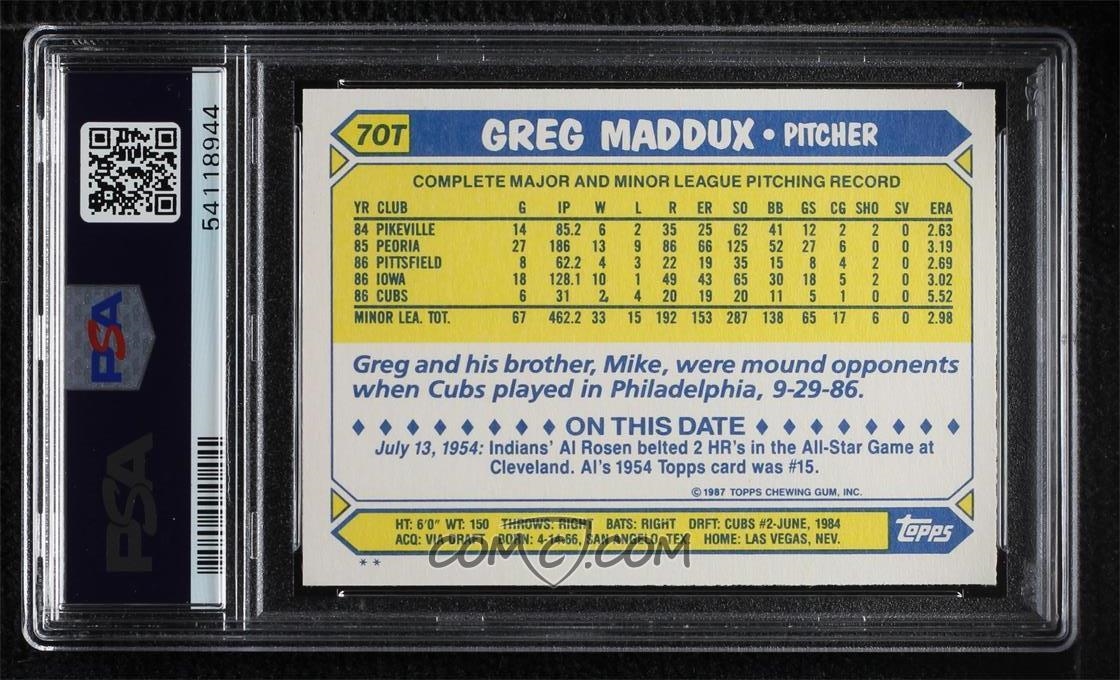 54118944
PSA
PSA
70T GREG MADDUX • PITCHER
COMPLETE MAJOR AND MINOR LEAGUE PITCHING RECORD
YR CLUB G IP W L R ER SO BB GS CG SHO SV ERA
84 PIKEVILLE 14 85.2 6 2 35 25 62 41 12 2 2 0 2.63
85 PEORIA 27 186 13 9 86 66 125 52 27 6 0 0 3.19
86 PITTSFIELD 8 62.2 4 3 22 19 35 15 8 4 2 0 2.69
86 IOWA 18 128.1 10 1 49 43 65 30 18 5 2 0 3.02
86 CUBS 6 31 2 4 20 19 20 11 5 1 0 0 5.52
MINOR LEA. TOT. 67 462.2 33 15 192 153 287 138 65 17 6 0 2.98
Greg and his brother, Mike, were mound opponents
when Cubs played in Philadelphia, 9-29-86.
♦ ♦ ♦ ♦ ♦ ♦ ♦ ♦ ♦ ON THIS DATE ♦ ♦ ♦ ♦ ♦ ♦ ♦ ♦ ♦
July 13, 1954: Indians' Al Rosen belted 2 HR's in the All-Star Game at
Cleveland. Al's 1954 Topps card was #15.
© 1987 TOPPS CHEWING GUM, INC.
HT: 6'0" WT: 150 THROWS: RIGHT BATS: RIGHT DRFT: CUBS #2-JUNE, 1984
ACQ: VIA DRAFT BORN: 4-14-66, SAN ANGELO, TEX. HOME: LAS VEGAS, NEV.
topps
COMC.COM
**